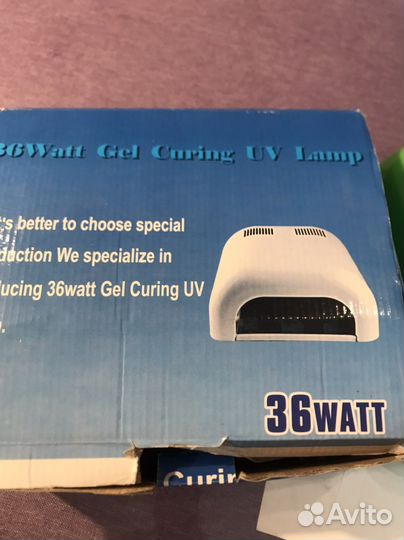 36Watt Gel Curing UV Lamp
's better to choose special
duction We specialize in
ducing 36watt Gel Curing UV
36WATT
Curin
Avito